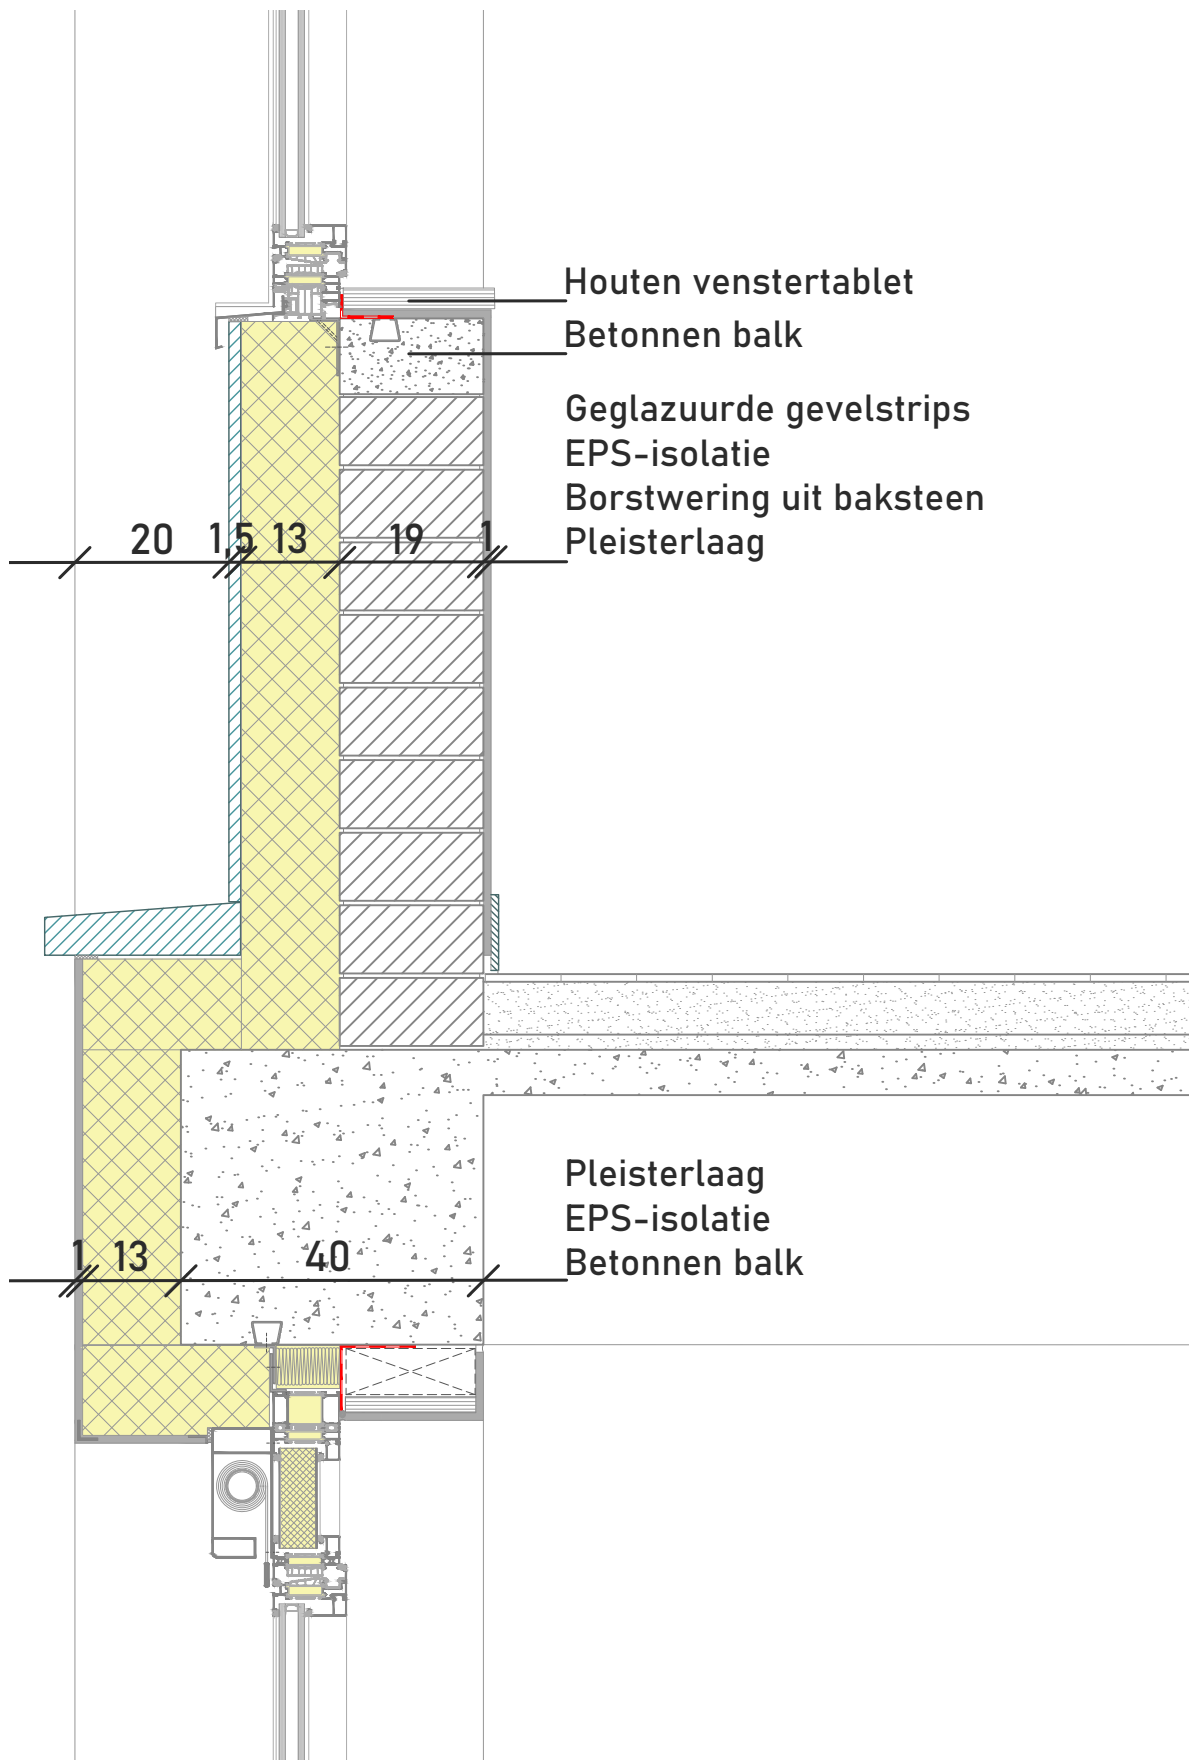 Houten venstertablet
Betonnen balk
Geglazuurde gevelstrips
EPS-isolatie
Borstwering uit baksteen
Pleisterlaag
20 1,5 13 19 1
Pleisterlaag
EPS-isolatie
Betonnen balk
1 13 40